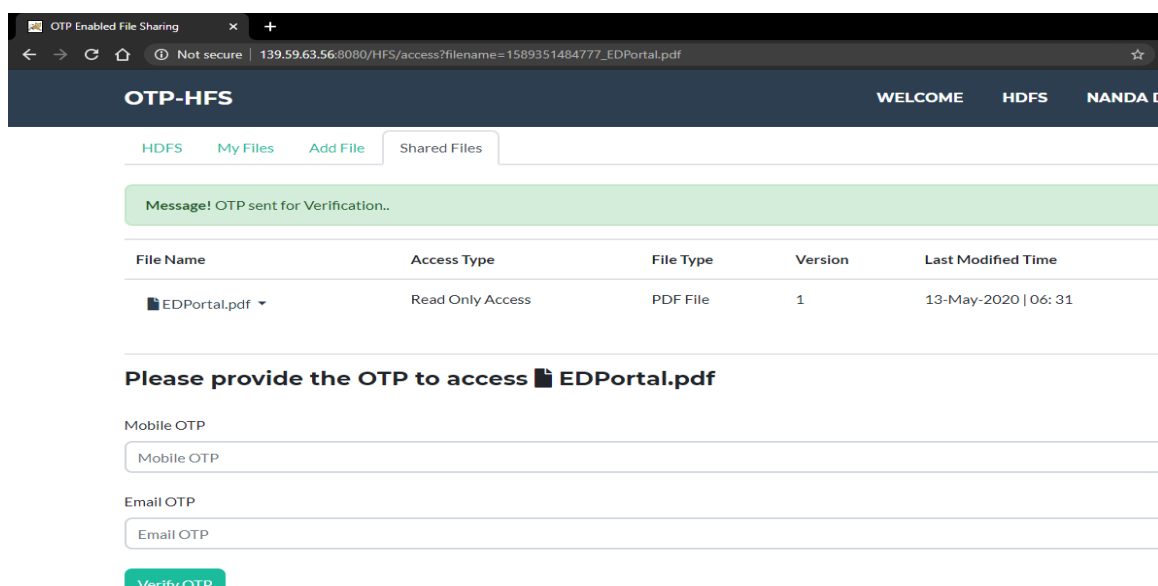 OTP Enabled File Sharing
Not secure | 139.59.63.56:8080/HFS/access?filename=1589351484777_EDPortal.pdf
OTP-HFS WELCOME HDFS NANDA
HDFS My Files Add File Shared Files
Message! OTP sent for Verification..
File Name Access Type File Type Version Last Modified Time
EDPortal.pdf Read Only Access PDF File 1 13-May-2020 | 06: 31
Please provide the OTP to access EDPortal.pdf
Mobile OTP
Mobile OTP
Email OTP
Email OTP
Verify OTP